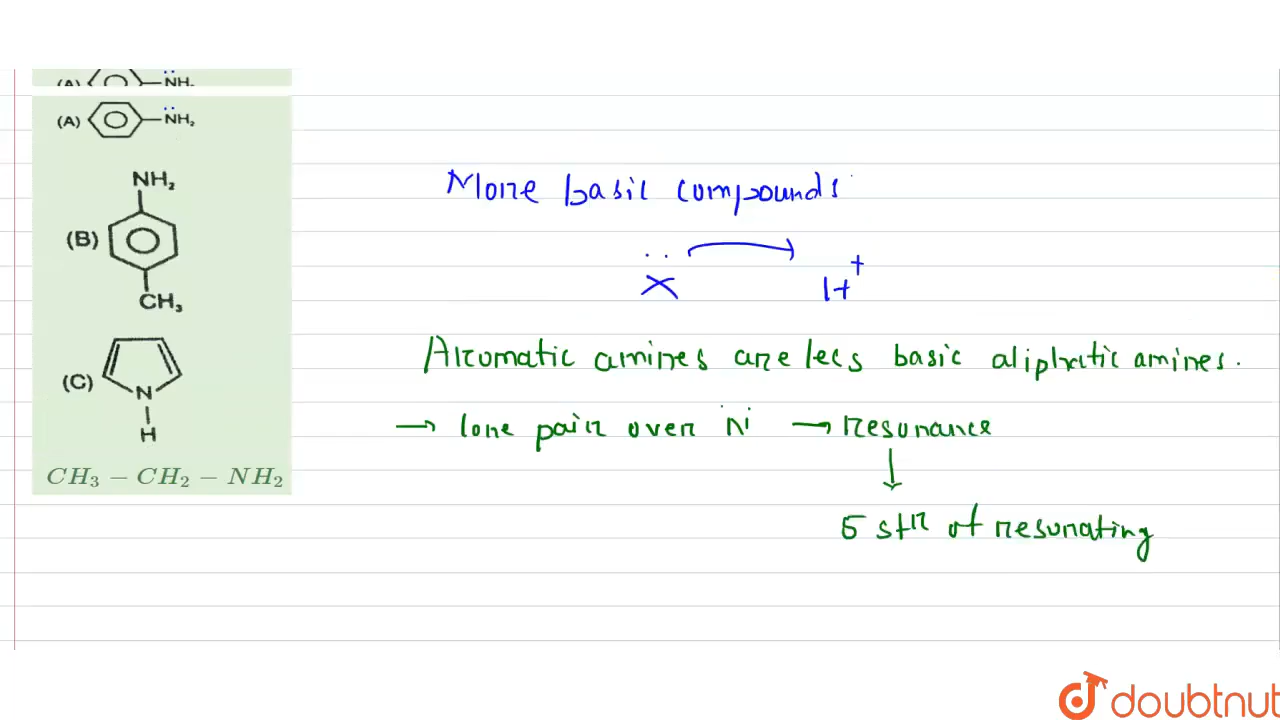 (A) NH₂
(A) NH₂
NH₂
(B)
CH₃
(C)
N
H
CH₃ − CH₂ − NH₂
More basic compounds
X H⁺
Aromatic amines are less basic aliphatic amines.
→ lone pair over N → resonance
↓
5 str of resonating
doubtnut